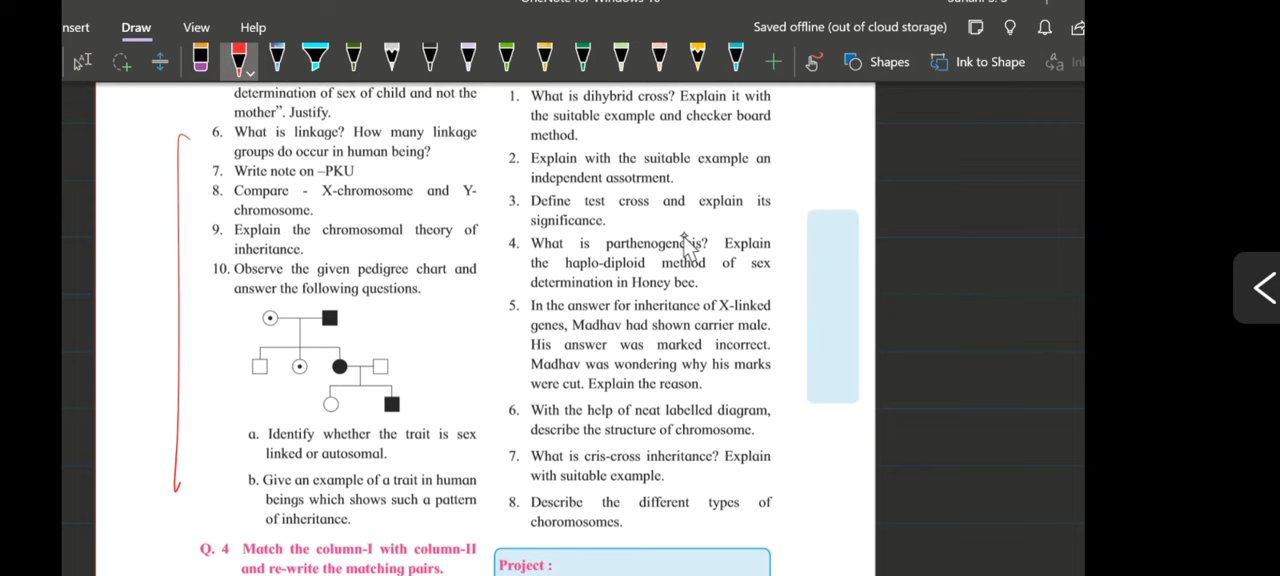 OneNote for Windows 10
nsert
Draw
View
Help
Saved offline (out of cloud storage)
Shapes
Ink to Shape
determination of sex of child and not the
mother”. Justify.
6. What is linkage? How many linkage
groups do occur in human being?
7. Write note on –PKU
8. Compare - X-chromosome and Y-
chromosome.
9. Explain the chromosomal theory of
inheritance.
10. Observe the given pedigree chart and
answer the following questions.
a. Identify whether the trait is sex
linked or autosomal.
b. Give an example of a trait in human
beings which shows such a pattern
of inheritance.
Q. 4 Match the column-I with column-II
and re-write the matching pairs.
1. What is dihybrid cross? Explain it with
the suitable example and checker board
method.
2. Explain with the suitable example an
independent assotrment.
3. Define test cross and explain its
significance.
4. What is parthenogenesis? Explain
the haplo-diploid method of sex
determination in Honey bee.
5. In the answer for inheritance of X-linked
genes, Madhav had shown carrier male.
His answer was marked incorrect.
Madhav was wondering why his marks
were cut. Explain the reason.
6. With the help of neat labelled diagram,
describe the structure of chromosome.
7. What is cris-cross inheritance? Explain
with suitable example.
8. Describe the different types of
choromosomes.
Project :